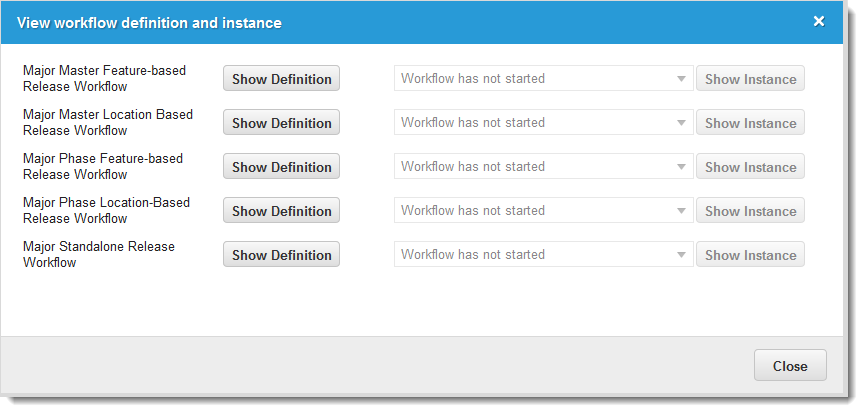 View workflow definition and instance ×
Major Master Feature-based
Release Workflow
Show Definition
Workflow has not started
Show Instance
Major Master Location Based
Release Workflow
Show Definition
Workflow has not started
Show Instance
Major Phase Feature-based
Release Workflow
Show Definition
Workflow has not started
Show Instance
Major Phase Location-Based
Release Workflow
Show Definition
Workflow has not started
Show Instance
Major Standalone Release
Workflow
Show Definition
Workflow has not started
Show Instance
Close